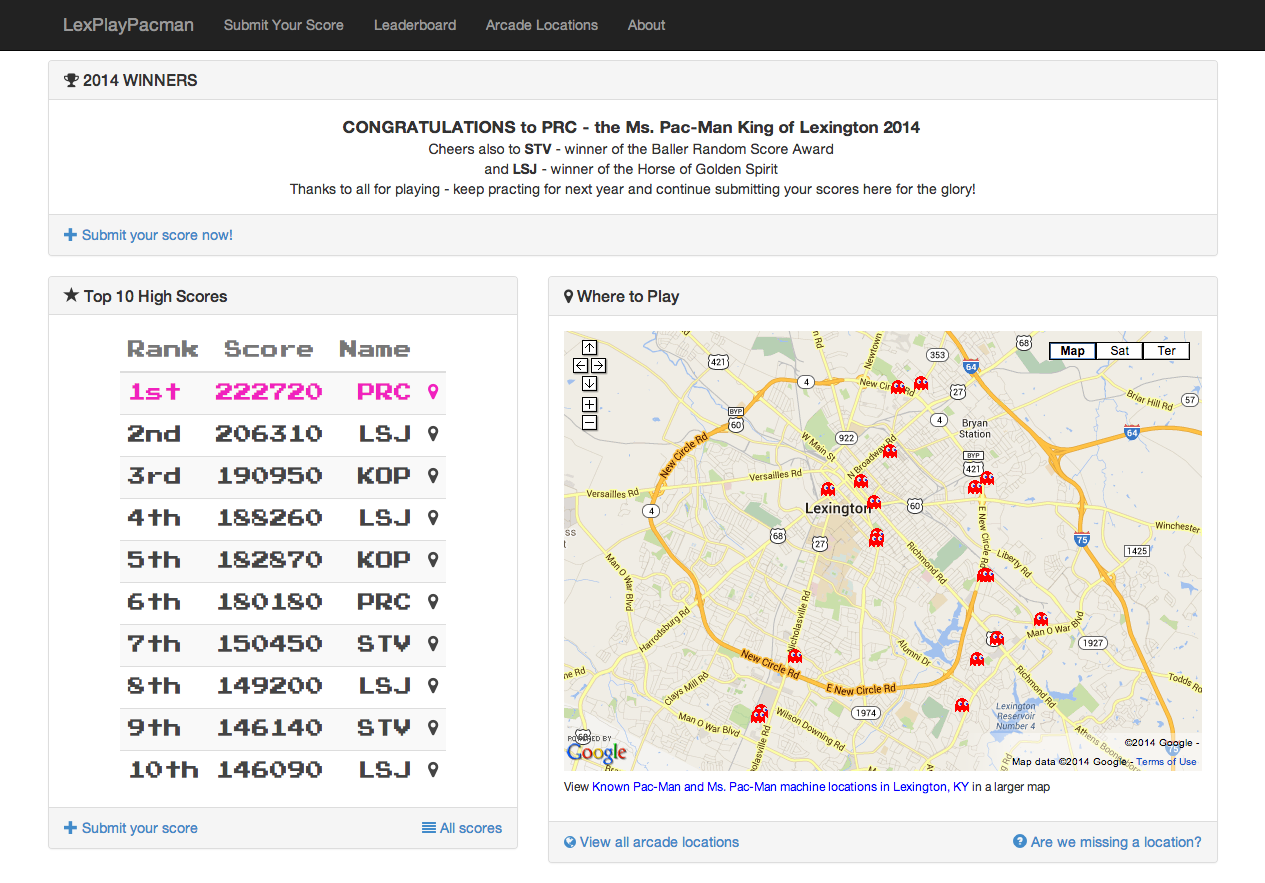 LexPlayPacman Submit Your Score Leaderboard Arcade Locations About
2014 WINNERS
CONGRATULATIONS to PRC - the Ms. Pac-Man King of Lexington 2014
Cheers also to STV - winner of the Baller Random Score Award
and LSJ - winner of the Horse of Golden Spirit
Thanks to all for playing - keep practing for next year and continue submitting your scores here for the glory!
Submit your score now!
Top 10 High Scores
Rank Score Name
1st 222720 PRC
2nd 206310 LSJ
3rd 190950 KOP
4th 188260 LSJ
5th 182870 KOP
6th 180180 PRC
7th 150450 STV
8th 149200 LSJ
9th 146140 STV
10th 146090 LSJ
Submit your score All scores
Where to Play
Map Sat Ter
68
353
421
64
4
New Circle Rd
27
57
Briar Hill Rd
BYP
60
4
Bryan
Station
64
922
W Main St
N Broadway Rd
New Circle Rd
BYP
421
Versailles Rd
Versailles Rd
4
Lexington
60
E New Circle Rd
Winchester
68
27
75
1425
Richmond Rd
Liberty Rd
Man O War Blvd
Harrodsburg Rd
Nicholasville Rd
Man O War Blvd
1927
Alumni Dr
New Circle Rd
E New Circle Rd
Richmond Rd
Todds Rd
Clays Mill Rd
Man O War Blvd
Wilson Downing Rd
1974
Lexington
Reservoir
Number 4
68
POWERED BY
Google
©2014 Google -
Map data ©2014 Google - Terms of Use
View Known Pac-Man and Ms. Pac-Man machine locations in Lexington, KY in a larger map
View all arcade locations Are we missing a location?